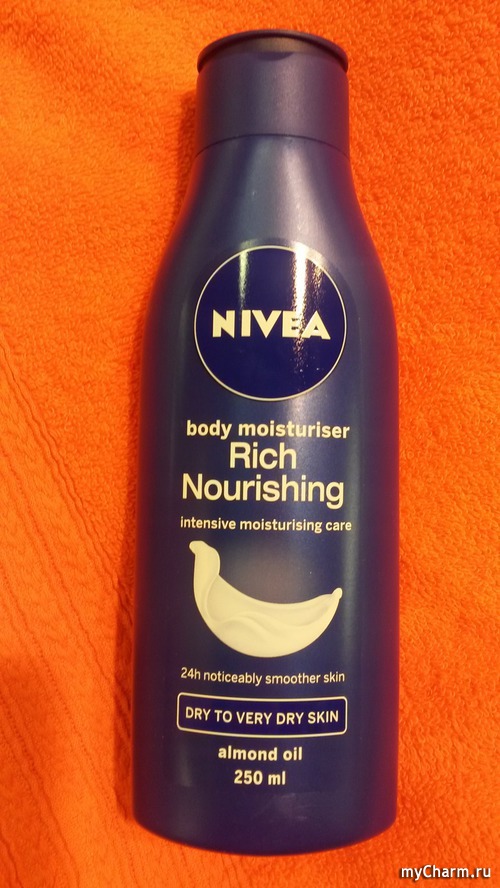 NIVEA
body moisturiser
Rich
Nourishing
intensive moisturising care
24h noticeably smoother skin
DRY TO VERY DRY SKIN
almond oil
250 ml
myCharm.ru